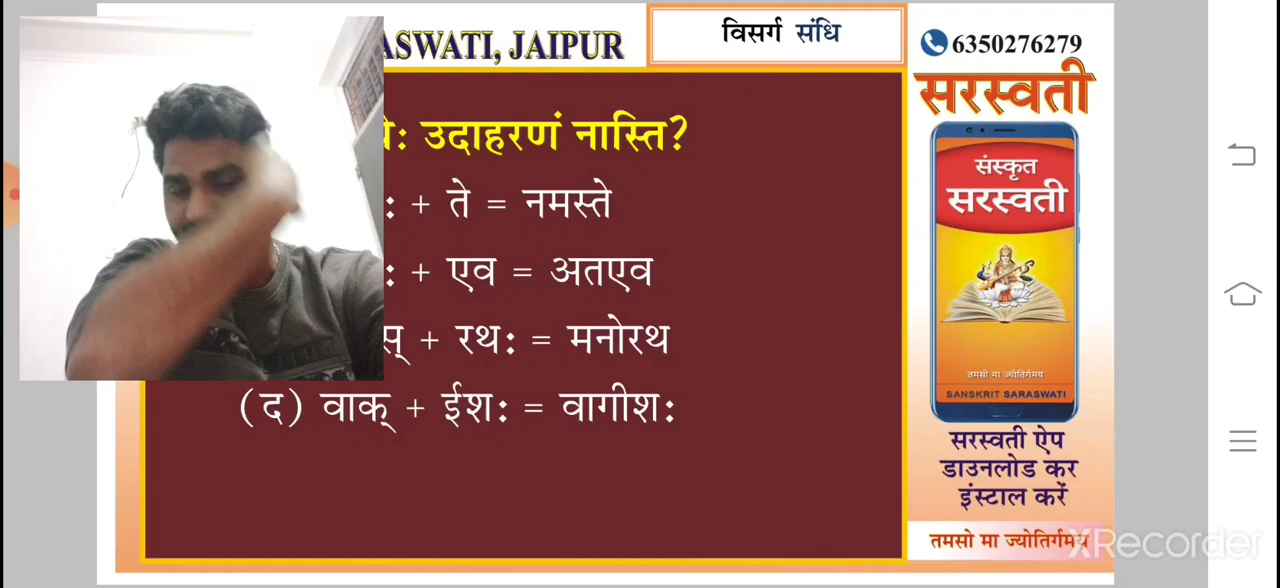 ASWATI, JAIPUR
विसर्ग संधि
6350276279
सरस्वती
उदाहरणं नास्ति?
: + ते = नमस्ते
: + एव = अतएव
स् + रथः = मनोरथ
(द) वाक् + ईशः = वागीशः
संस्कृत
सरस्वती
तमसो मा ज्योतिर्गमय
SANSKRIT SARASWATI
सरस्वती ऐप
डाउनलोड कर
इंस्टाल करें
तमसो मा ज्योतिर्गमय
XRecorder